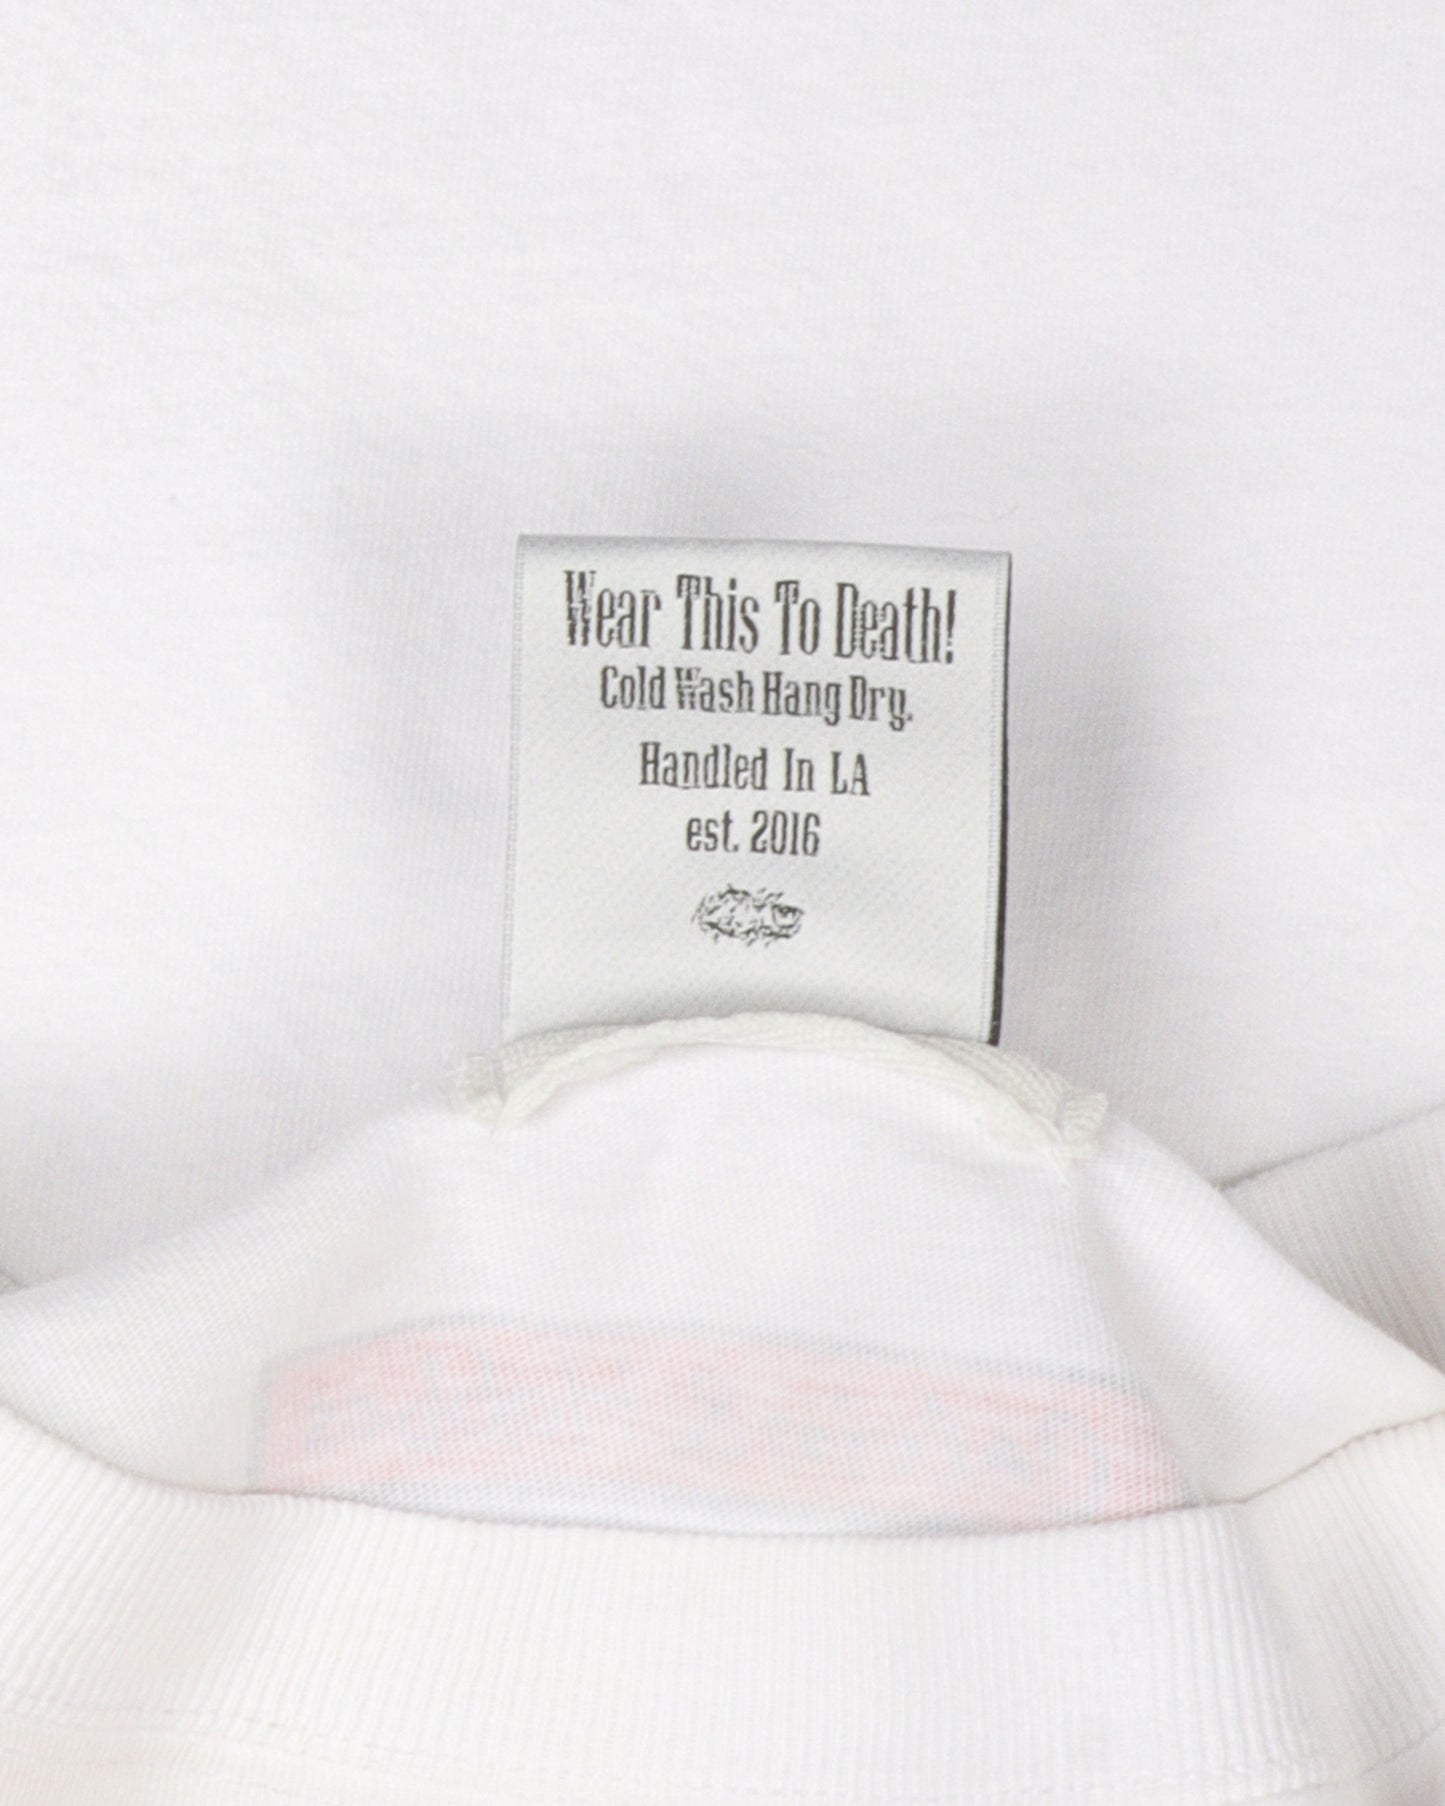 Wear This To Death!
Cold Wash Hang Dry.
Handled In LA
est. 2016